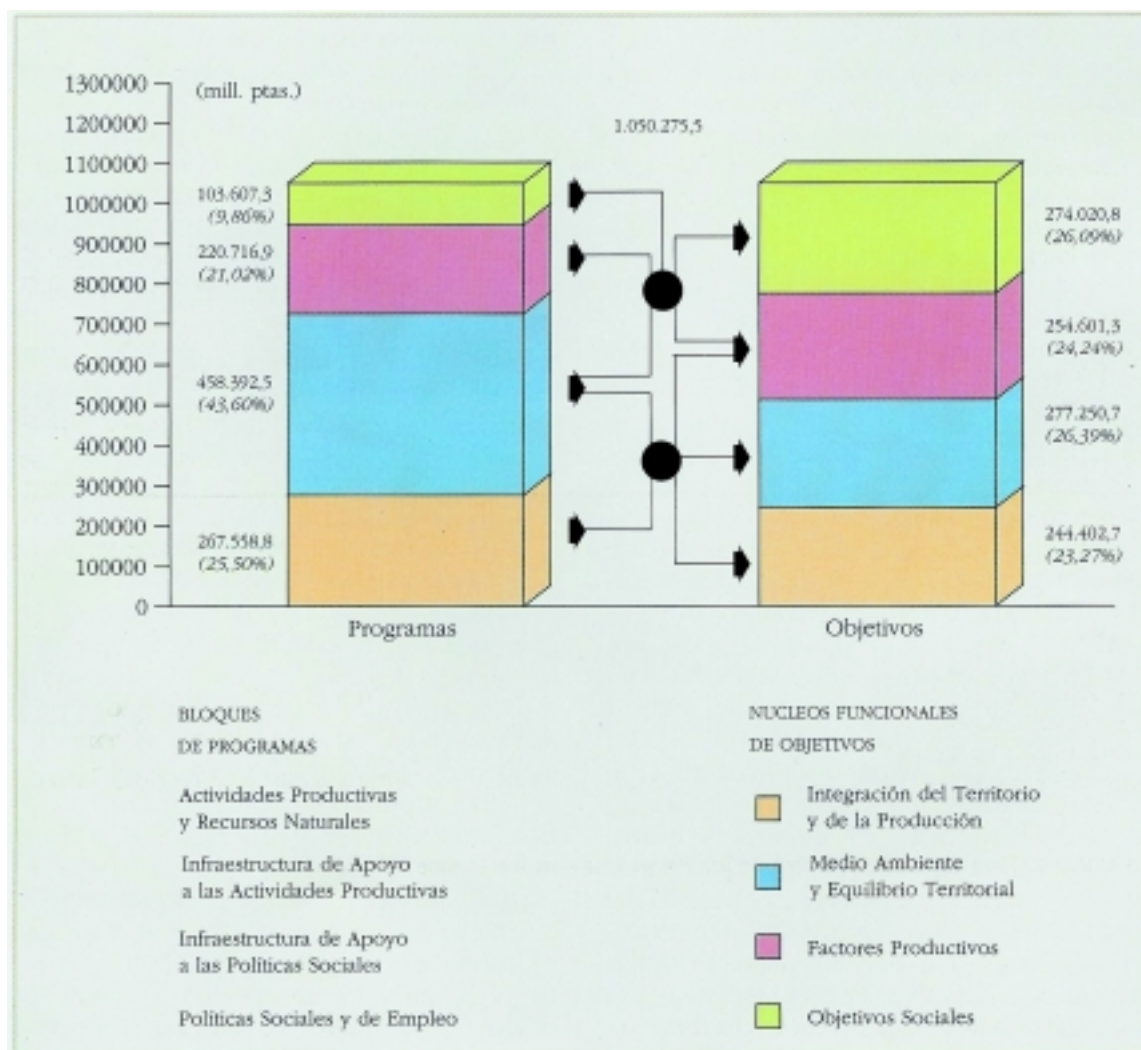 1300000
(mill. ptas.)
1200000
1.050.275,5
1100000
1000000
900000
800000
700000
600000
500000
400000
300000
200000
100000
0
103.607,3
(9,86%)
220.716,9
(21,02%)
458.392,5
(43,60%)
267.558,8
(25,50%)
274.020,8
(26,09%)
254.601,3
(24,24%)
277.250,7
(26,39%)
244.402,7
(23,27%)
Programas
Objetivos
BLOQUES
DE PROGRAMAS
Actividades Productivas
y Recursos Naturales
Infraestructura de Apoyo
a las Actividades Productivas
Infraestructura de Apoyo
a las Políticas Sociales
Políticas Sociales y de Empleo
NUCLEOS FUNCIONALES
DE OBJETIVOS
Integración del Territorio
y de la Producción
Medio Ambiente
y Equilibrio Territorial
Factores Productivos
Objetivos Sociales